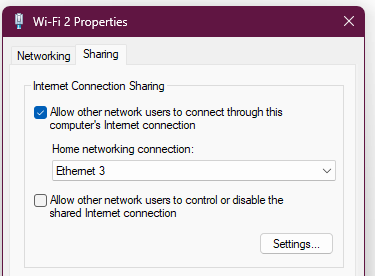 Wi-Fi 2 Properties
Networking
Sharing
Internet Connection Sharing
Allow other network users to connect through this
computer's Internet connection
Home networking connection:
Ethernet 3
Allow other network users to control or disable the
shared Internet connection
Settings...